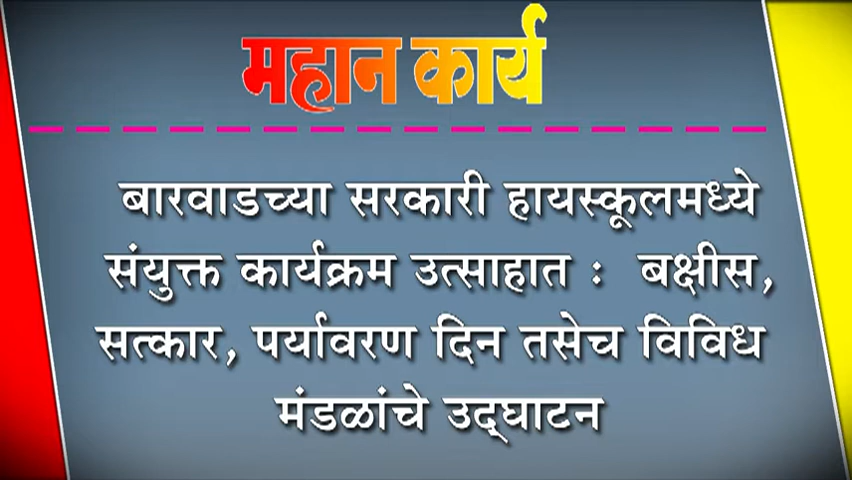 महान कार्य
बारवाडच्या सरकारी हायस्कूलमध्ये
संयुक्त कार्यक्रम उत्साहात : बक्षीस,
सत्कार, पर्यावरण दिन तसेच विविध
मंडळांचे उद्‌घाटन